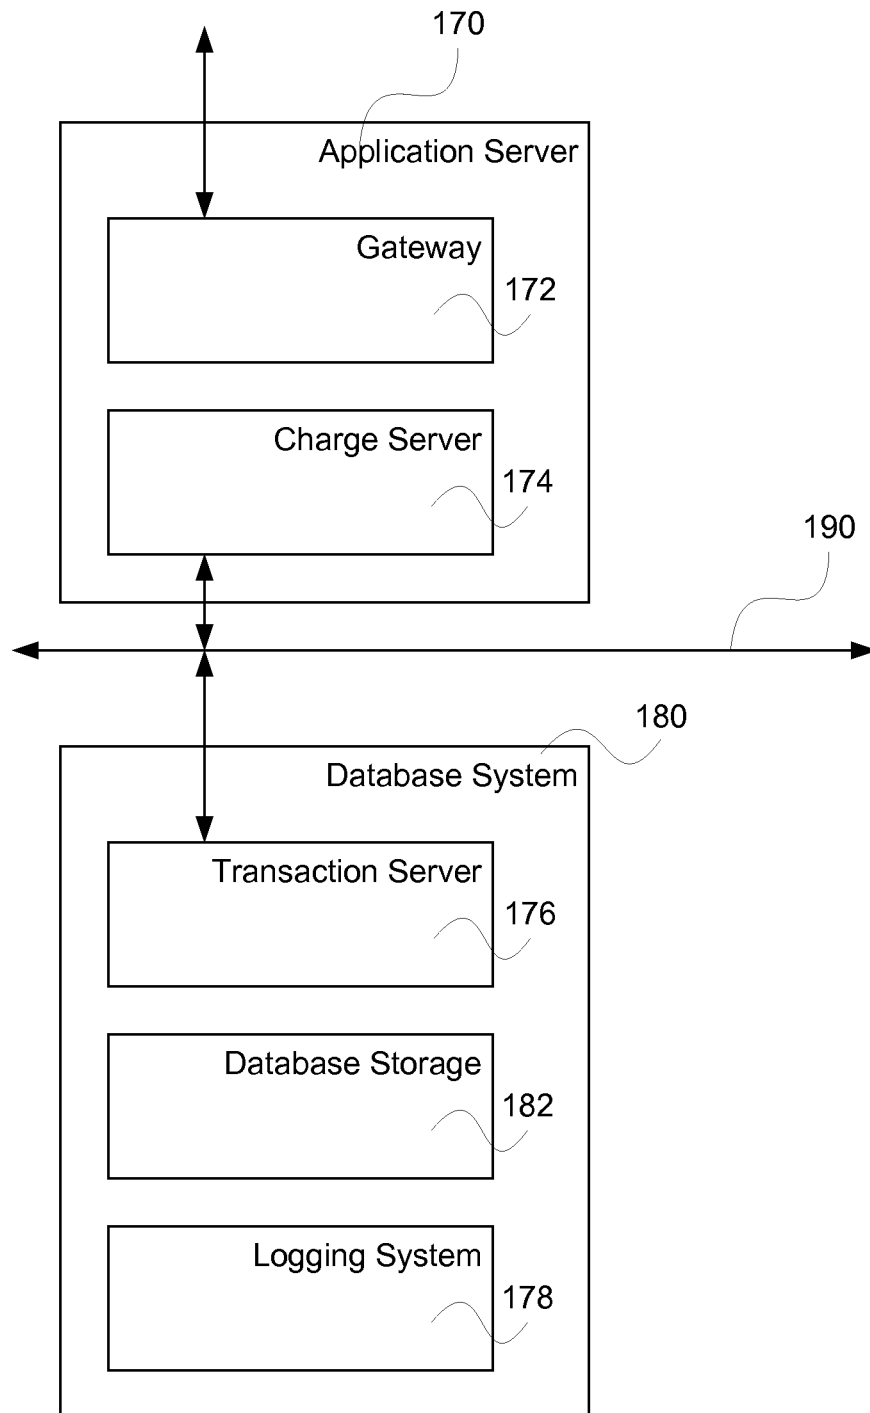 170
Application Server
Gateway
172
Charge Server
174
190
180
Database System
Transaction Server
176
Database Storage
182
Logging System
178